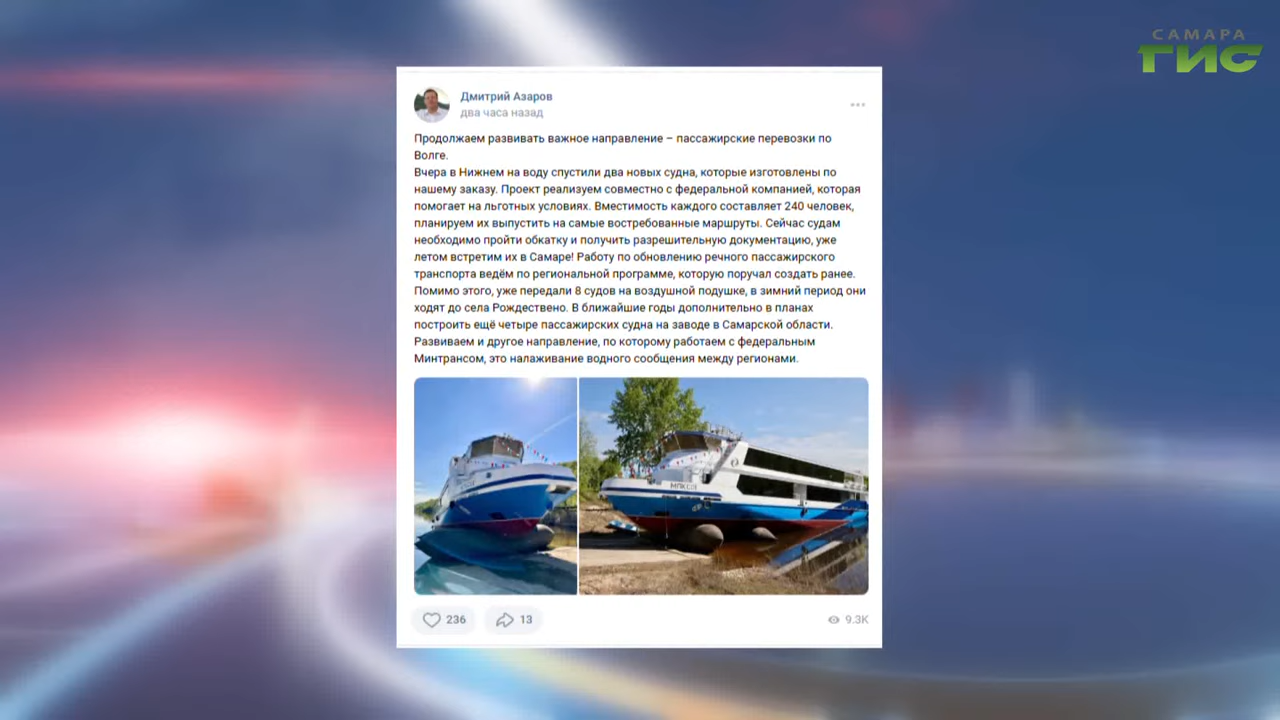 САМАРА
ГИС
Дмитрий Азаров
два часа назад
Продолжаем развивать важное направление – пассажирские перевозки по
Волге.
Вчера в Нижнем на воду спустили два новых судна, которые изготовлены по
нашему заказу. Проект реализуем совместно с федеральной компанией, которая
помогает на льготных условиях. Вместимость каждого составляет 240 человек,
планируем их выпустить на самые востребованные маршруты. Сейчас судам
необходимо пройти обкатку и получить разрешительную документацию, уже
летом встретим их в Самаре! Работу по обновлению речного пассажирского
транспорта ведём по региональной программе, которую поручал создать ранее.
Помимо этого, уже передали 8 судов на воздушной подушке, в зимний период они
ходят до села Рождествено. В ближайшие годы дополнительно в планах
построить ещё четыре пассажирских судна на заводе в Самарской области.
Развиваем и другое направление, по которому работаем с федеральным
Минтрансом, это налаживание водного сообщения между регионами.
236
13
9.3K